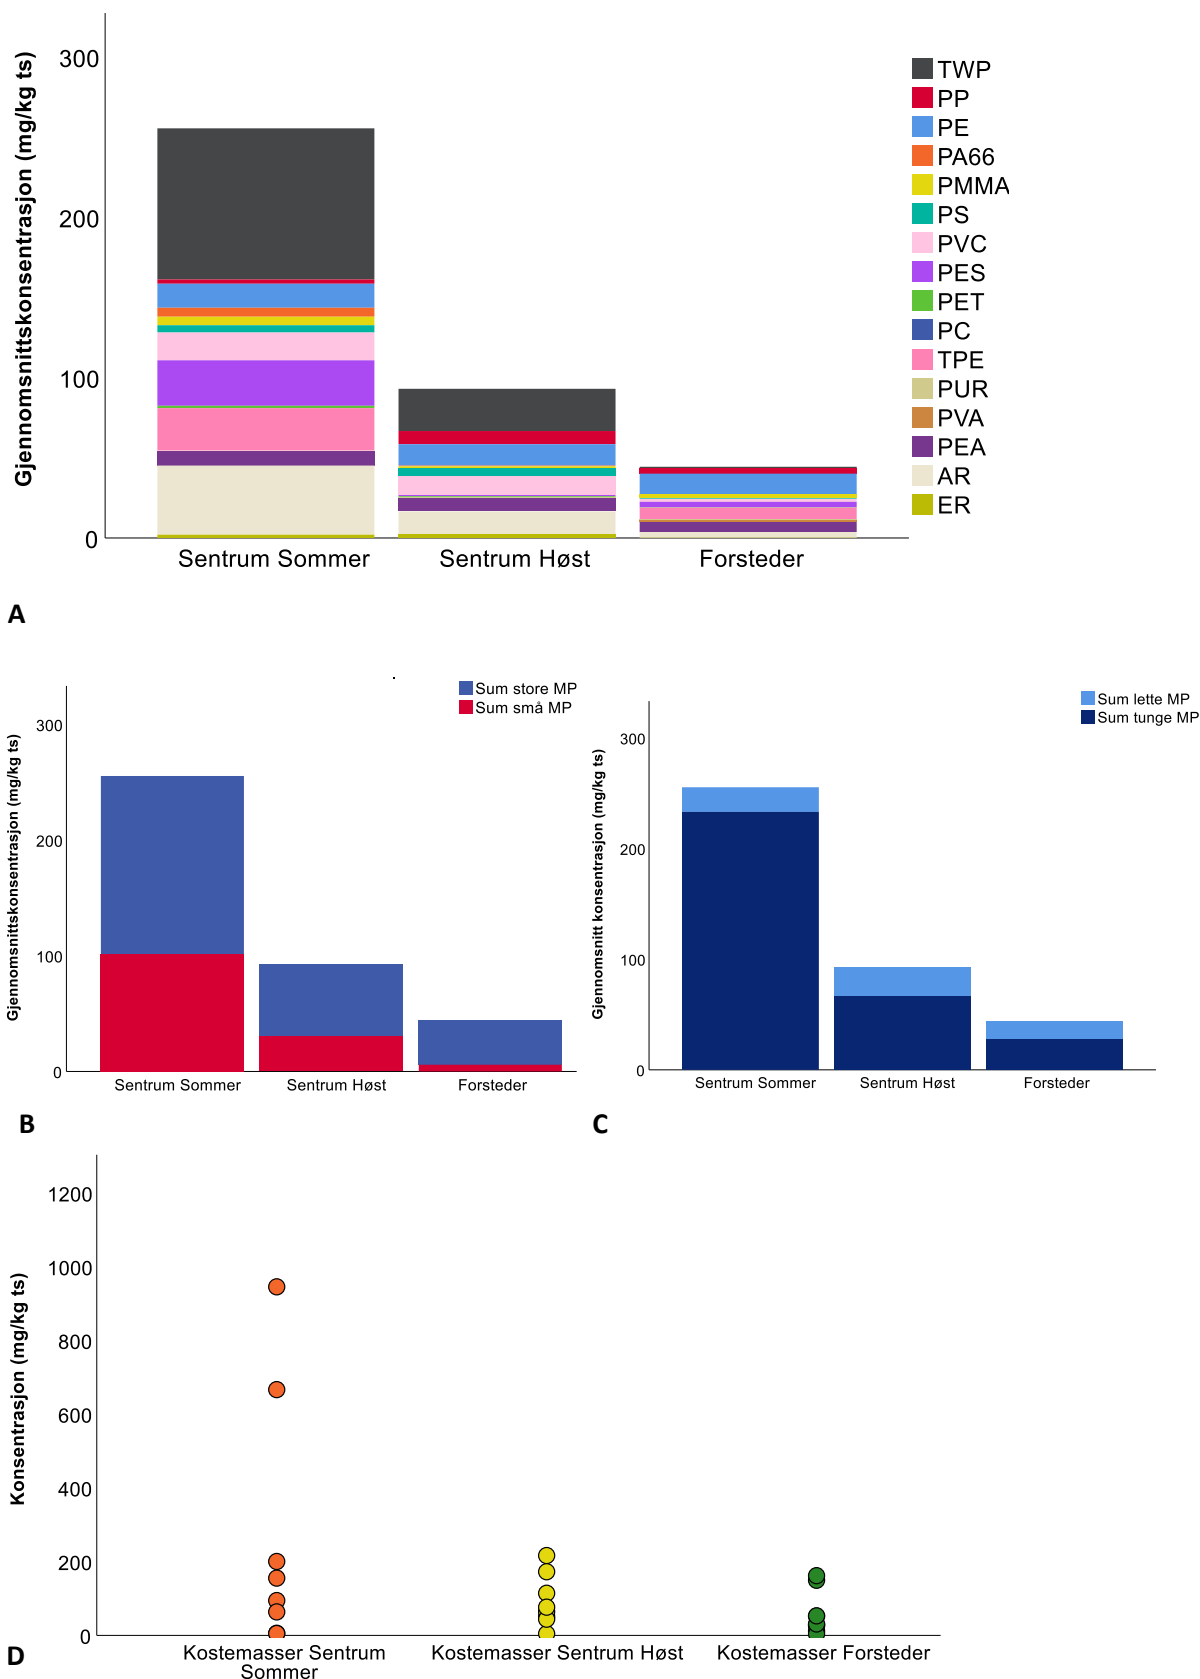 Gjennomsnittskonsentrasjon (mg/kg ts)
300
200
100
0
Sentrum Sommer
Sentrum Høst
Forsteder
TWP
PP
PE
PA66
PMMA
PS
PVC
PES
PET
PC
TPE
PUR
PVA
PEA
AR
ER
A
Gjennomsnittskonsentrasjon (mg/kg ts)
300
200
100
0
Sum store MP
Sum små MP
Sentrum Sommer
Sentrum Høst
Forsteder
B
Gjennomsnitt konsentrasjon (mg/kg ts)
300
200
100
0
Sum lette MP
Sum tunge MP
Sentrum Sommer
Sentrum Høst
Forsteder
C
Konsentrasjon (mg/kg ts)
1200
1000
800
600
400
200
0
Kostemasser Sentrum
Sommer
Kostemasser Sentrum Høst
Kostemasser Forsteder
D